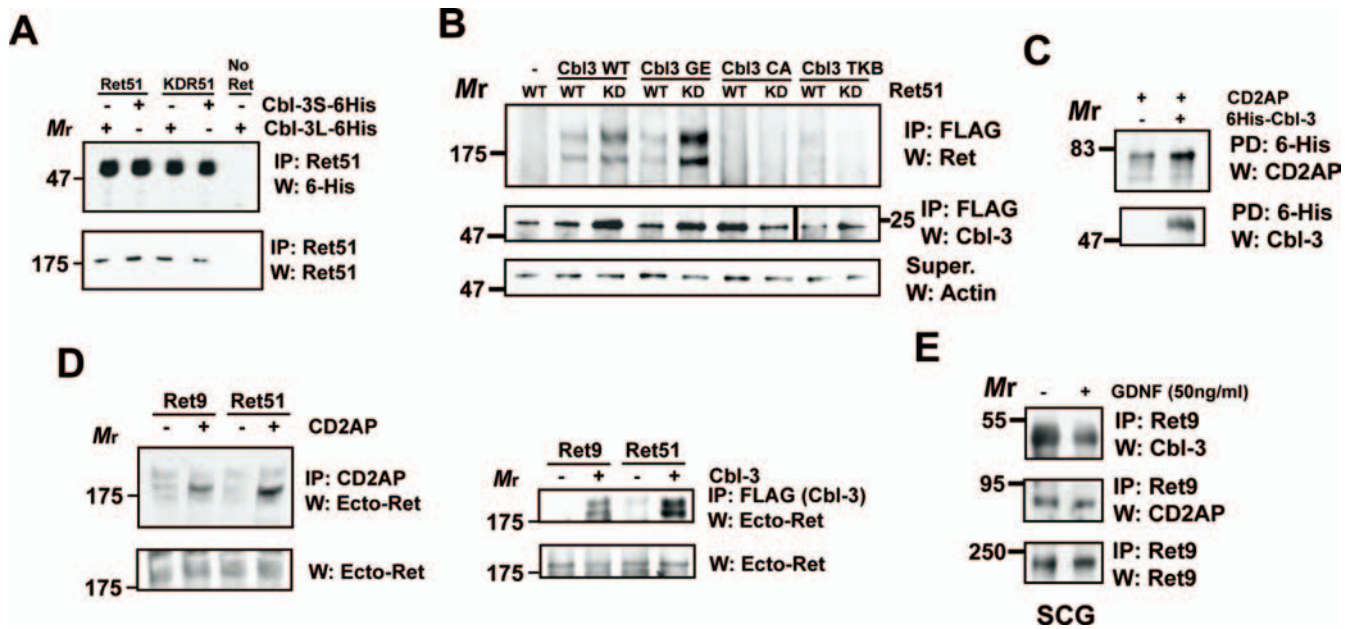 A
Ret51 KDR51 No Ret
- + - + - Cbl-3S-6His
+ - + - + Cbl-3L-6His
Mr
47
IP: Ret51
W: 6-His
175
IP: Ret51
W: Ret51
B
- Cbl3 WT Cbl3 GE Cbl3 CA Cbl3 TKB
Mr WT WT KD WT KD WT KD WT KD Ret51
175
IP: FLAG
W: Ret
47
25
IP: FLAG
W: Cbl-3
47
Super.
W: Actin
C
+ + CD2AP
Mr - + 6His-Cbl-3
83
PD: 6-His
W: CD2AP
47
PD: 6-His
W: Cbl-3
D
Ret9 Ret51
- + - + CD2AP
Mr
175
IP: CD2AP
W: Ecto-Ret
175
W: Ecto-Ret
Ret9 Ret51
Mr - + - + Cbl-3
175
IP: FLAG (Cbl-3)
W: Ecto-Ret
175
W: Ecto-Ret
E
Mr - + GDNF (50ng/ml)
55
IP: Ret9
W: Cbl-3
95
IP: Ret9
W: CD2AP
250
IP: Ret9
W: Ret9
SCG